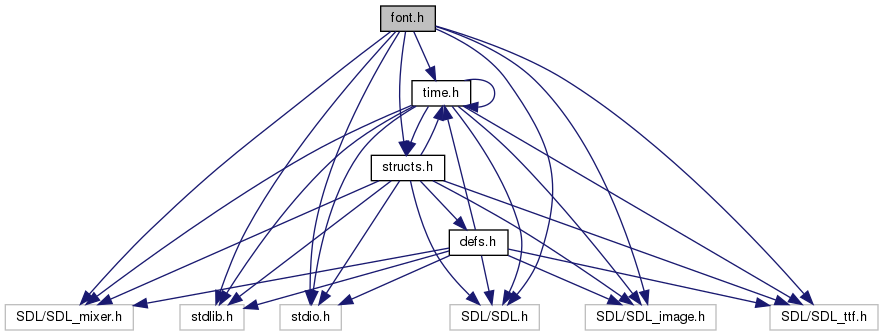 font.h
time.h
structs.h
defs.h
SDL/SDL_mixer.h
stdlib.h
stdio.h
SDL/SDL.h
SDL/SDL_image.h
SDL/SDL_ttf.h